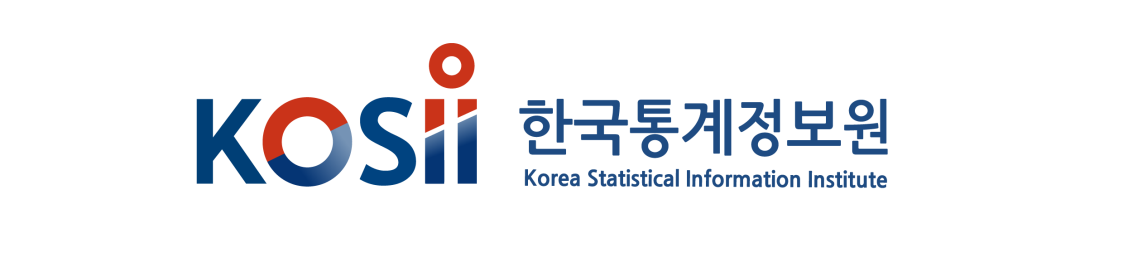 KOSii
한국통계정보원
Korea Statistical Information Institute